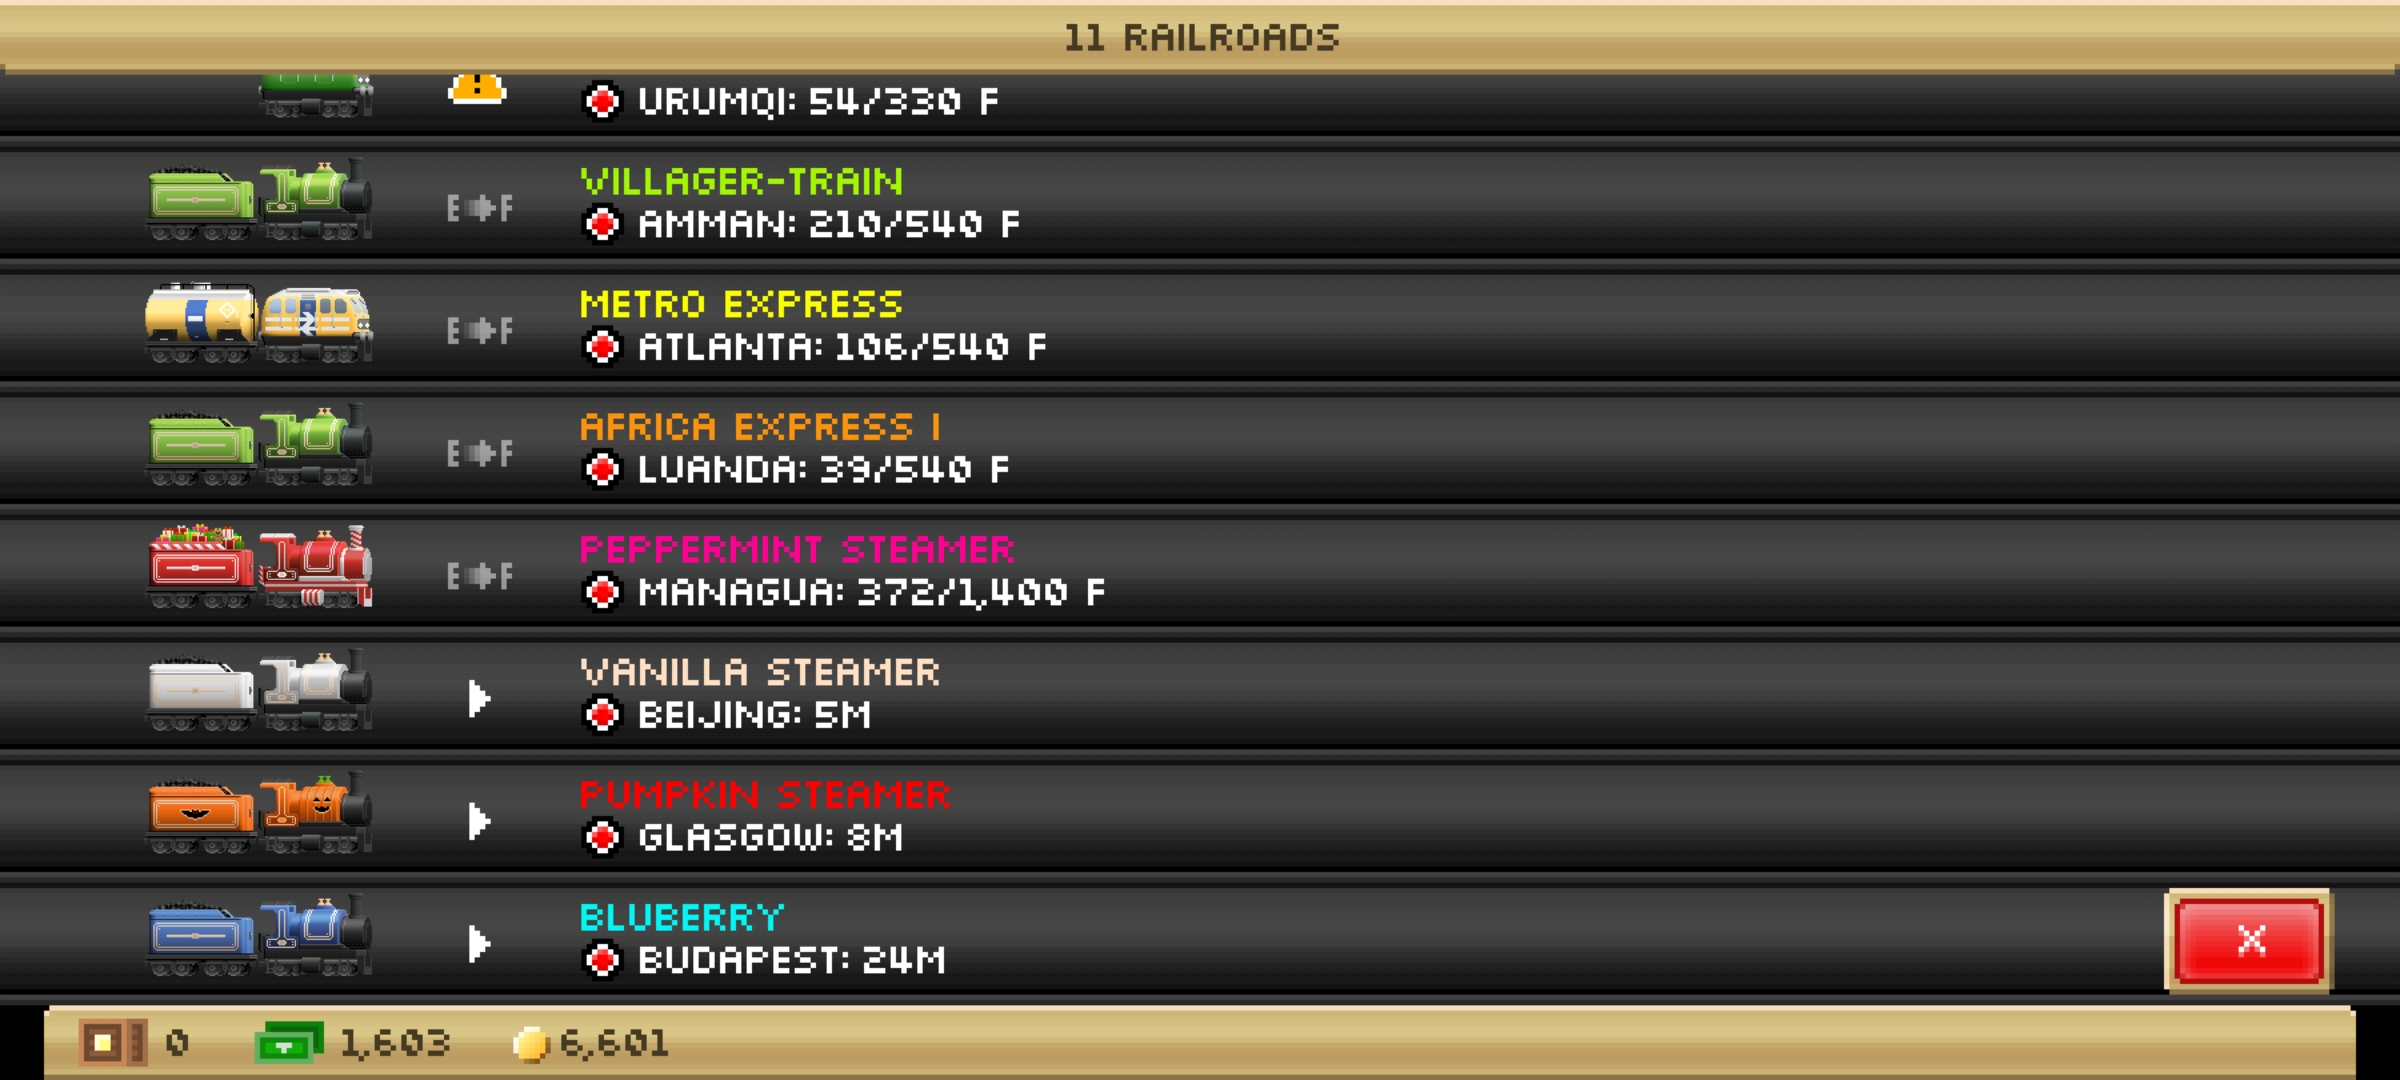 11 RAILROADS
! URUMQI: 54/330 F
VILLAGER-TRAIN
E F AMMAN: 210/540 F
METRO EXPRESS
E F ATLANTA: 106/540 F
AFRICA EXPRESS I
E F LUANDA: 39/540 F
PEPPERMINT STEAMER
E F MANAGUA: 372/1,400 F
VANILLA STEAMER
BEIJING: 5M
PUMPKIN STEAMER
GLASGOW: 8M
BLUBERRY
BUDAPEST: 24M
X
0 1,603 6,601